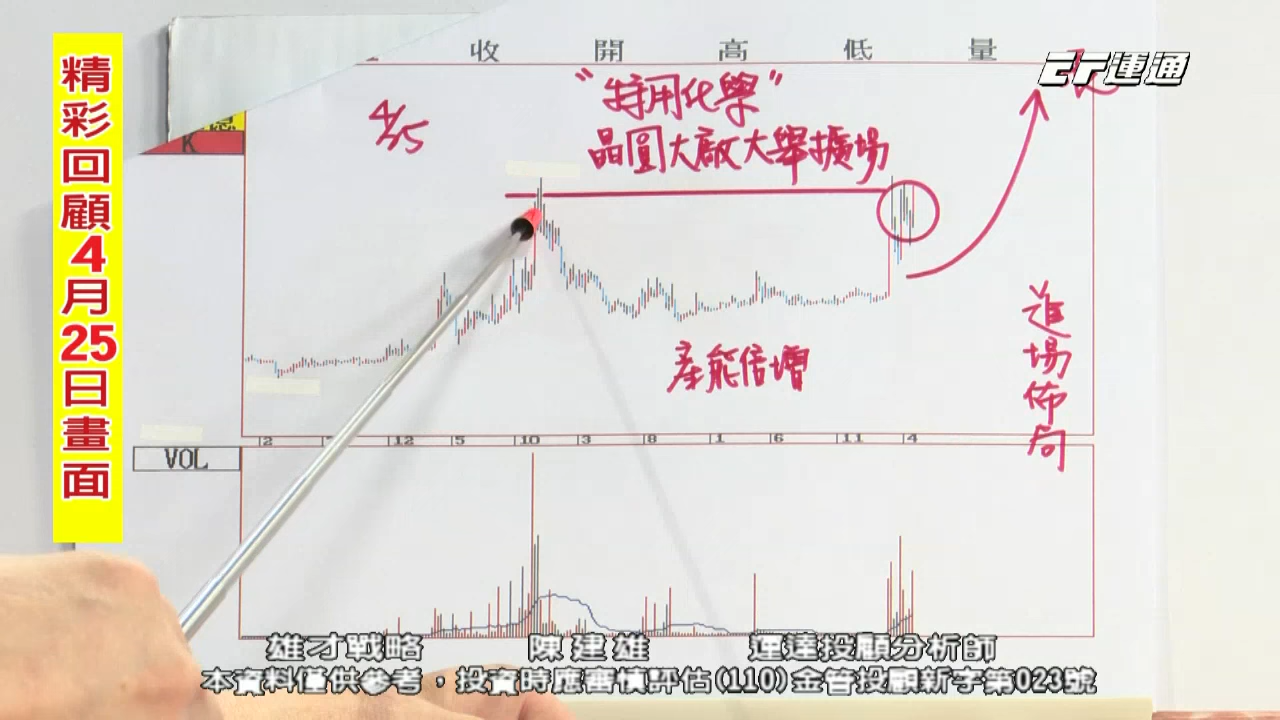 收 開 高 低 量
運通
精彩回顧4月25日畫面
K
4/5
"特用化學"
晶圓大廠大舉擴場
產能倍增
進場佈局
2 12 5 10 3 8 1 6 11 4
VOL
雄才戰略 陳建雄 運達投顧分析師
本資料僅供參考，投資時應審慎評估(110)金管投顧新字第023號